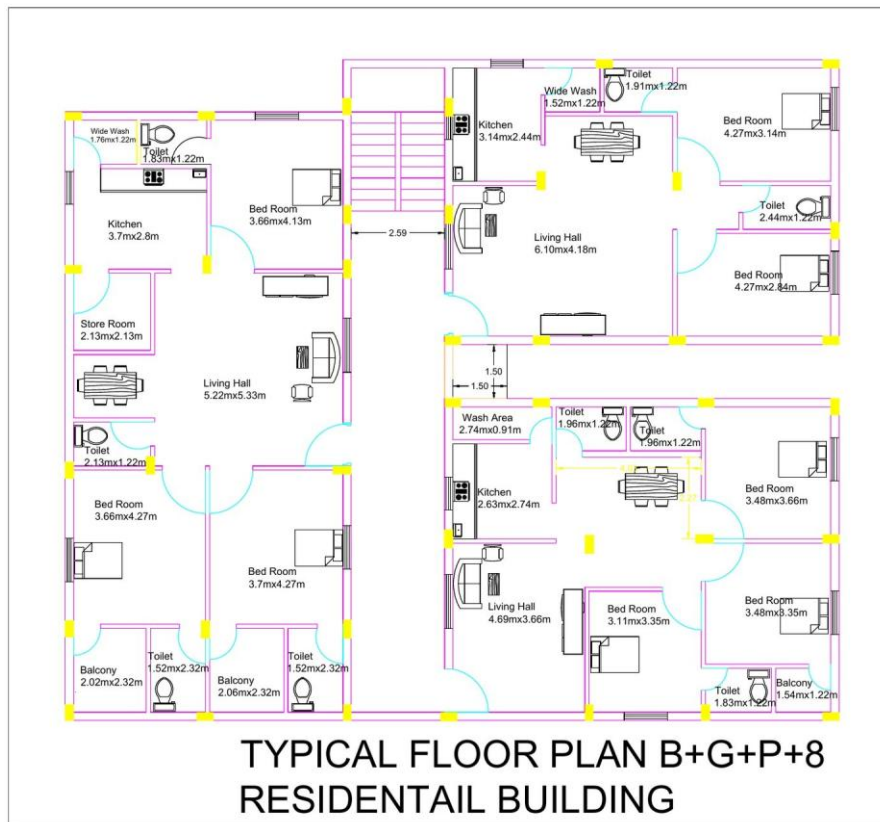 Wide Wash
1.76mx1.22m
Toilet
1.83mx1.22m
Kitchen
3.7mx2.8m
Bed Room
3.66mx4.13m
Store Room
2.13mx2.13m
Living Hall
5.22mx5.33m
Toilet
2.13mx1.22m
Bed Room
3.66mx4.27m
Bed Room
3.7mx4.27m
Balcony
2.02mx2.32m
Toilet
1.52mx2.32m
Balcony
2.06mx2.32m
Toilet
1.52mx2.32m
2.59
Kitchen
3.14mx2.44m
Wide Wash
1.52mx1.22m
Toilet
1.91mx1.22m
Bed Room
4.27mx3.14m
Living Hall
6.10mx4.18m
Toilet
2.44mx1.22m
Bed Room
4.27mx2.84m
1.50
1.50
Wash Area
2.74mx0.91m
Toilet
1.96mx1.22m
Toilet
1.96mx1.22m
Kitchen
2.63mx2.74m
Bed Room
3.48mx3.66m
Living Hall
4.69mx3.66m
Bed Room
3.11mx3.35m
Bed Room
3.48mx3.35m
Toilet
1.83mx1.22m
Balcony
1.54mx1.22m
TYPICAL FLOOR PLAN B+G+P+8
RESIDENTAIL BUILDING